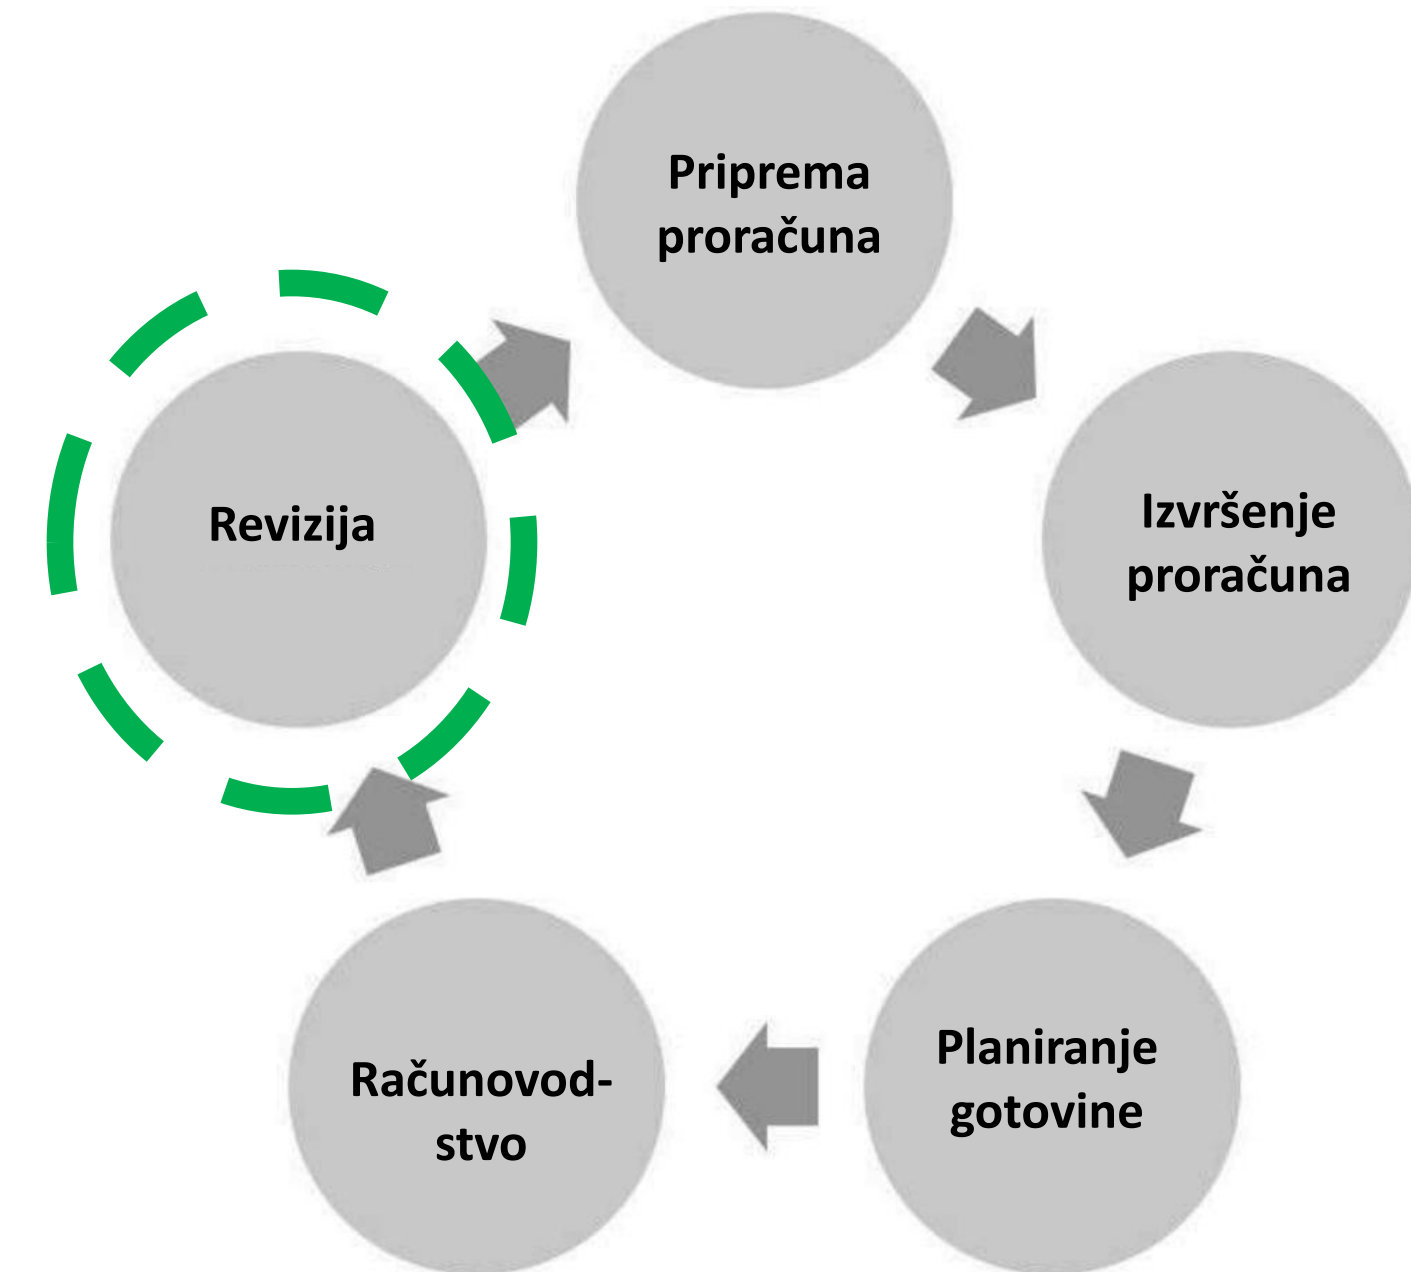 Priprema
proračuna
Izvršenje
proračuna
Planiranje
gotovine
Računovod-
stvo
Revizija